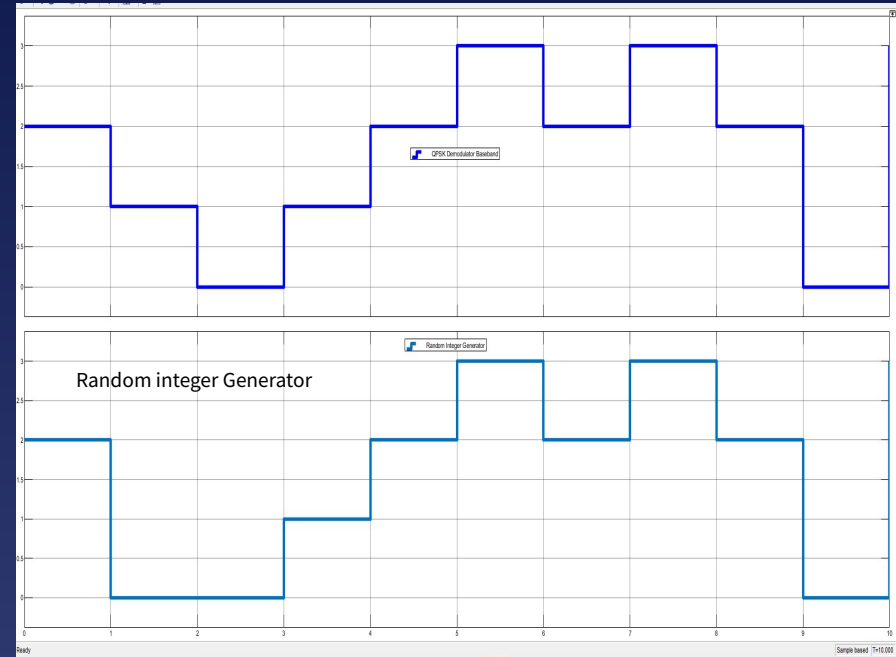 3
2.5
2
1.5
1
0.5
0
QPSK Demodulator Baseband
Random Integer Generator
Random integer Generator
3
2.5
2
1.5
1
0.5
0
0 1 2 3 4 5 6 7 8 9 10
Ready Sample based T=10.000